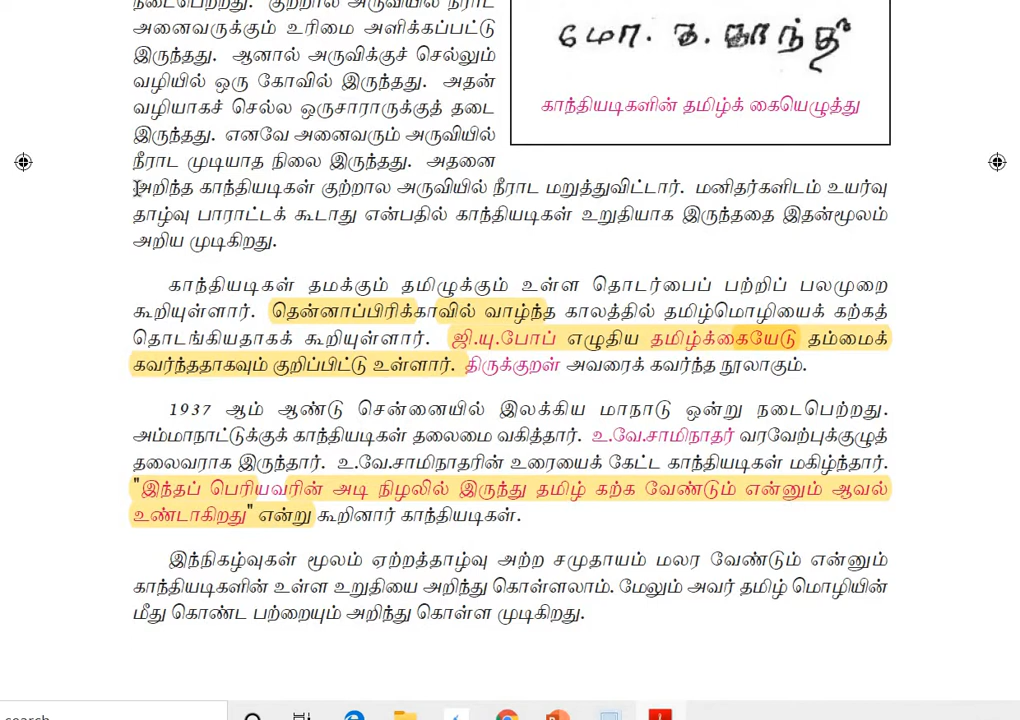 நடைபெற்றது. குற்றால அருவியில் நீராட
அனைவருக்கும் உரிமை அளிக்கப்பட்டு
இருந்தது. ஆனால் அருவிக்குச் செல்லும்
வழியில் ஒரு கோவில் இருந்தது. அதன்
வழியாகச் செல்ல ஒருசாராருக்குத் தடை
இருந்தது. எனவே அனைவரும் அருவியில்
நீராட முடியாத நிலை இருந்தது. அதனை
மோ. க. காந்தி
காந்தியடிகளின் தமிழ்க் கையெழுத்து
அறிந்த காந்தியடிகள் குற்றால அருவியில் நீராட மறுத்துவிட்டார். மனிதர்களிடம் உயர்வு
தாழ்வு பாராட்டக் கூடாது என்பதில் காந்தியடிகள் உறுதியாக இருந்ததை இதன்மூலம்
அறிய முடிகிறது.
காந்தியடிகள் தமக்கும் தமிழுக்கும் உள்ள தொடர்பைப் பற்றிப் பலமுறை
கூறியுள்ளார். தென்னாப்பிரிக்காவில் வாழ்ந்த காலத்தில் தமிழ்மொழியைக் கற்கத்
தொடங்கியதாகக் கூறியுள்ளார். ஜி.யு.போப் எழுதிய தமிழ்க்கையேடு தம்மைக்
கவர்ந்ததாகவும் குறிப்பிட்டு உள்ளார். திருக்குறள் அவரைக் கவர்ந்த நூலாகும்.
1937 ஆம் ஆண்டு சென்னையில் இலக்கிய மாநாடு ஒன்று நடைபெற்றது.
அம்மாநாட்டுக்குக் காந்தியடிகள் தலைமை வகித்தார். உ.வே.சாமிநாதர் வரவேற்புக்குழுத்
தலைவராக இருந்தார். உ.வே.சாமிநாதரின் உரையைக் கேட்ட காந்தியடிகள் மகிழ்ந்தார்.
"இந்தப் பெரியவரின் அடி நிழலில் இருந்து தமிழ் கற்க வேண்டும் என்னும் ஆவல்
உண்டாகிறது" என்று கூறினார் காந்தியடிகள்.
இந்நிகழ்வுகள் மூலம் ஏற்றத்தாழ்வு அற்ற சமுதாயம் மலர வேண்டும் என்னும்
காந்தியடிகளின் உள்ள உறுதியை அறிந்து கொள்ளலாம். மேலும் அவர் தமிழ் மொழியின்
மீது கொண்ட பற்றையும் அறிந்து கொள்ள முடிகிறது.
search